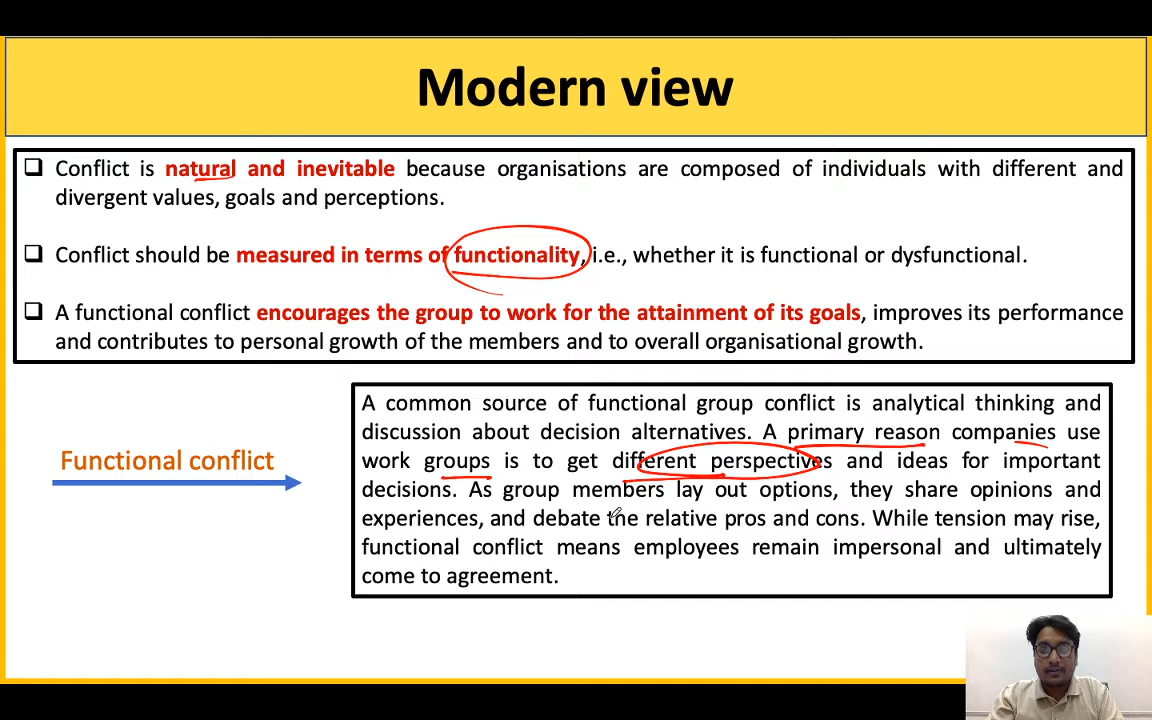 Modern view
❑ Conflict is natural and inevitable because organisations are composed of individuals with different and
divergent values, goals and perceptions.
❑ Conflict should be measured in terms of functionality, i.e., whether it is functional or dysfunctional.
❑ A functional conflict encourages the group to work for the attainment of its goals, improves its performance
and contributes to personal growth of the members and to overall organisational growth.
Functional conflict
A common source of functional group conflict is analytical thinking and
discussion about decision alternatives. A primary reason companies use
work groups is to get different perspectives and ideas for important
decisions. As group members lay out options, they share opinions and
experiences, and debate the relative pros and cons. While tension may rise,
functional conflict means employees remain impersonal and ultimately
come to agreement.